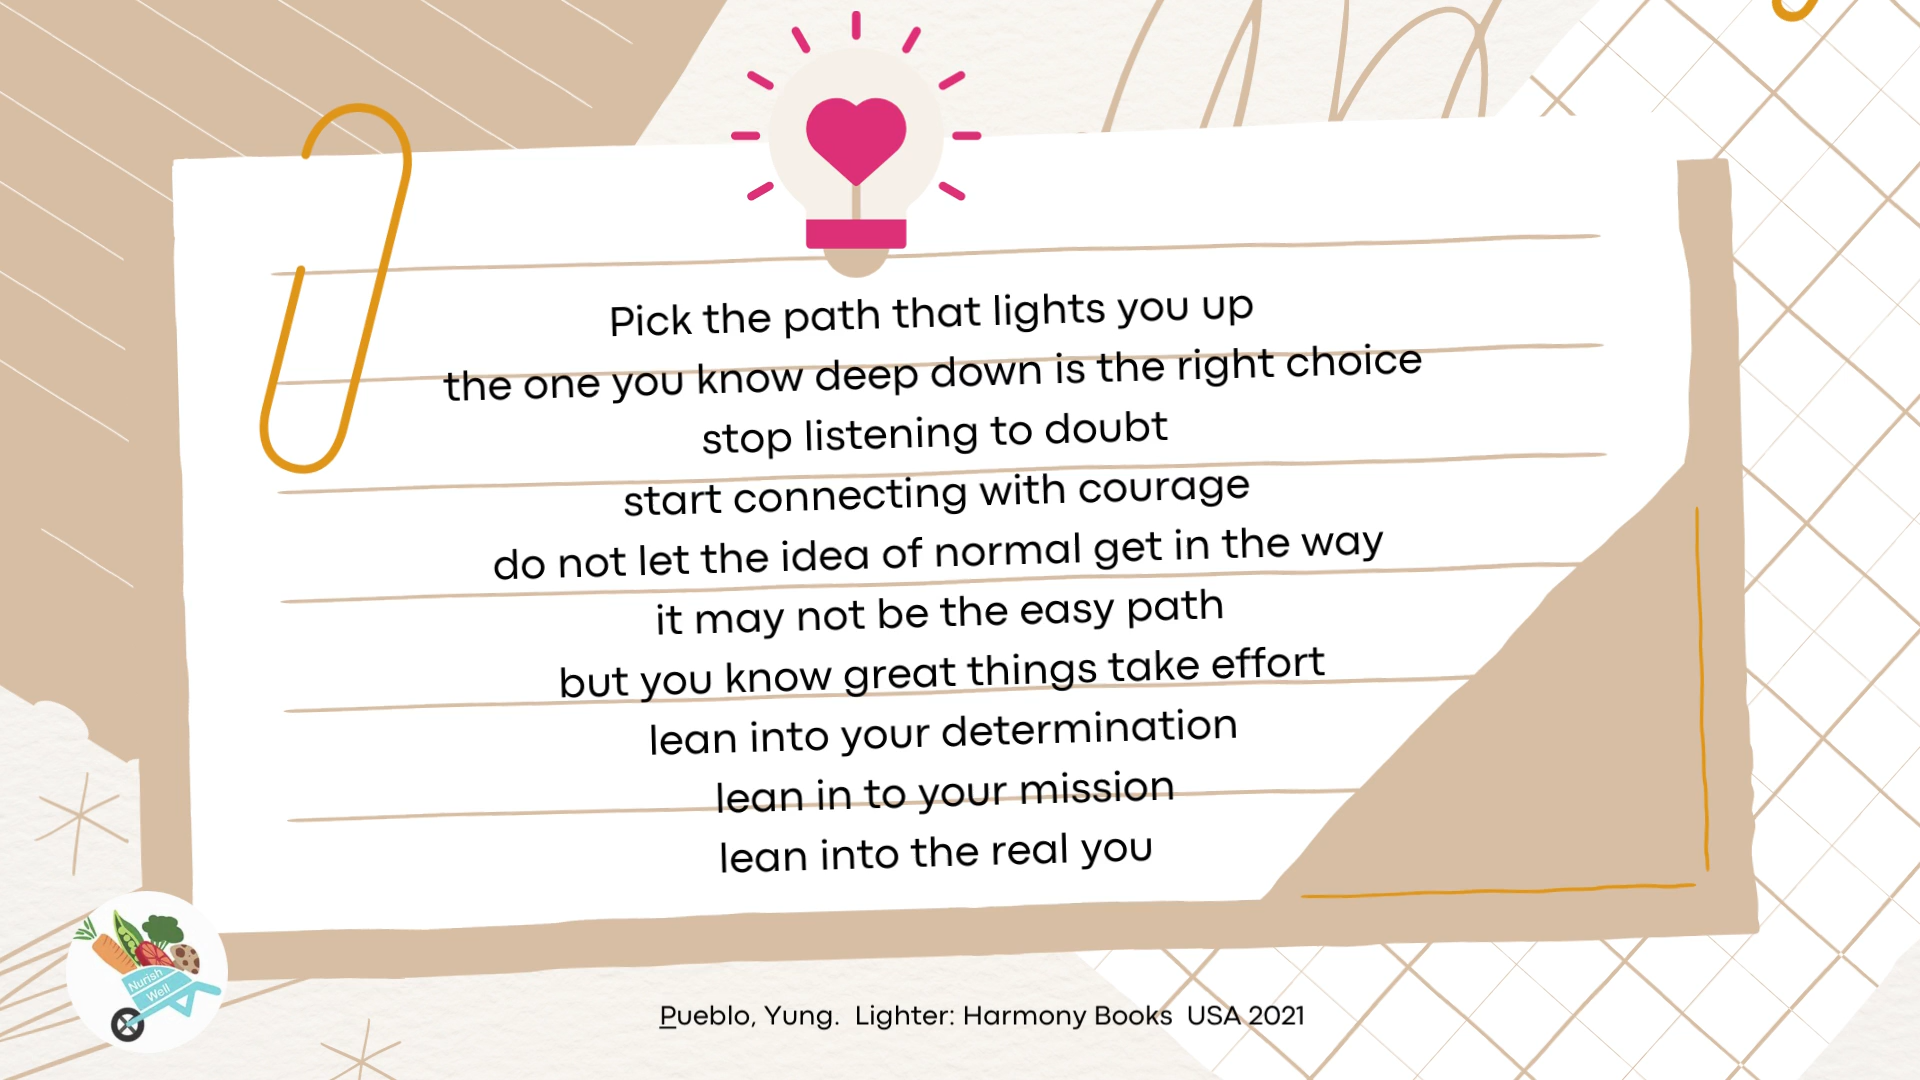 Pick the path that lights you up
the one you know deep down is the right choice
stop listening to doubt
start connecting with courage
do not let the idea of normal get in the way
it may not be the easy path
but you know great things take effort
lean into your determination
lean in to your mission
lean into the real you
Nurish
Well
Pueblo, Yung.  Lighter: Harmony Books  USA 2021